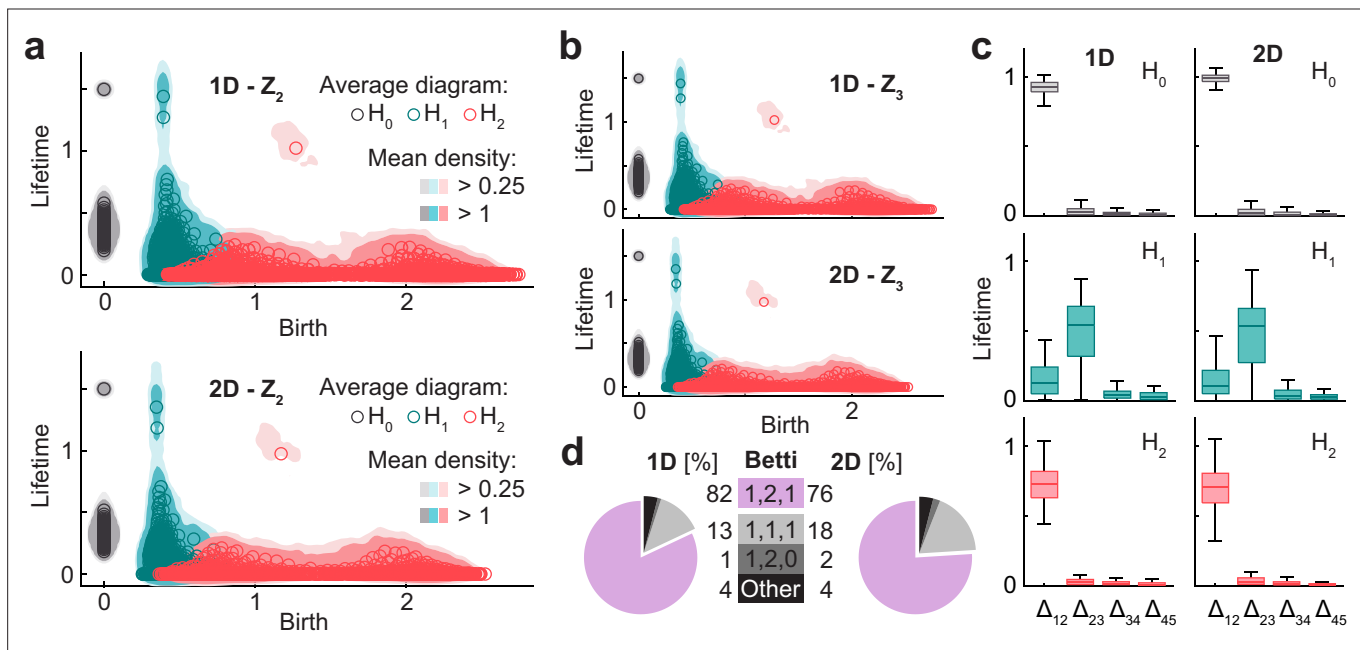 a
1D - Z₂
Average diagram:
H₀ H₁ H₂
Mean density:
> 0.25
> 1
Lifetime
1
0
0 1 2
Birth
2D - Z₂
Average diagram:
H₀ H₁ H₂
Mean density:
> 0.25
> 1
Lifetime
1
0
0 1 2
Birth
b
1D - Z₃
Lifetime
1
0
2D - Z₃
Lifetime
1
0
0 2
Birth
c
1D 2D
H₀ H₀
1
0
H₁ H₁
Lifetime
1
0
H₂ H₂
1
0
Δ₁₂ Δ₂₃ Δ₃₄ Δ₄₅ Δ₁₂ Δ₂₃ Δ₃₄ Δ₄₅
d
1D [%] Betti 2D [%]
82 1,2,1 76
13 1,1,1 18
1 1,2,0 2
4 Other 4